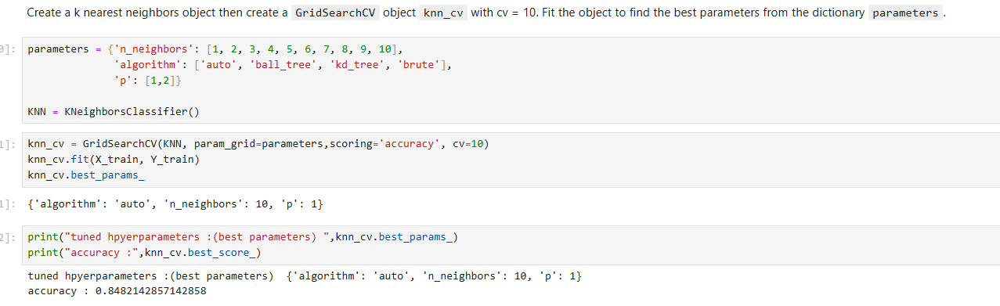 Create a k nearest neighbors object then create a GridSearchCV object knn_cv with cv = 10. Fit the object to find the best parameters from the dictionary parameters .
0]: parameters = {'n_neighbors': [1, 2, 3, 4, 5, 6, 7, 8, 9, 10],
'algorithm': ['auto', 'ball_tree', 'kd_tree', 'brute'],
'p': [1,2]}
KNN = KNeighborsClassifier()
1]: knn_cv = GridSearchCV(KNN, param_grid=parameters,scoring='accuracy', cv=10)
knn_cv.fit(X_train, Y_train)
knn_cv.best_params_
1]: {'algorithm': 'auto', 'n_neighbors': 10, 'p': 1}
2]: print("tuned hpyerparameters :(best parameters) ",knn_cv.best_params_)
print("accuracy :",knn_cv.best_score_)
tuned hpyerparameters :(best parameters)  {'algorithm': 'auto', 'n_neighbors': 10, 'p': 1}
accuracy : 0.8482142857142858